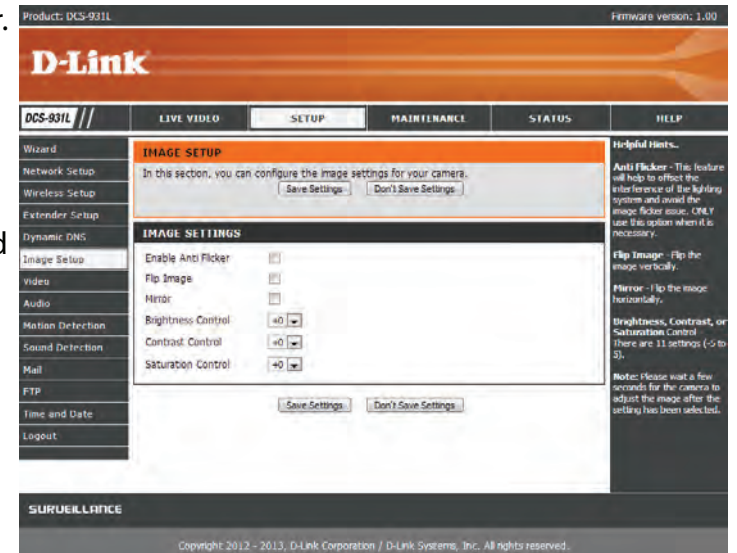 r.
d
Product: DCS-931L
Firmware version: 1.00
D-Link
DCS-931L //
LIVE VIDEO
SETUP
MAINTENANCE
STATUS
HELP
Wizard
Network Setup
Wireless Setup
Extender Setup
Dynamic DNS
Image Setup
Video
Audio
Motion Detection
Sound Detection
Mail
FTP
Time and Date
Logout
IMAGE SETUP
In this section, you can configure the image settings for your camera.
Save Settings
Don't Save Settings
IMAGE SETTINGS
Enable Anti Flicker
Flip Image
Mirror
Brightness Control
+0
Contrast Control
+0
Saturation Control
+0
Save Settings
Don't Save Settings
Helpful Hints..
Anti Flicker - This feature
will help to offset the
interference of the lighting
system and avoid the
image flicker issue. ONLY
use this option when it is
necessary.
Flip Image - Flip the
image vertically.
Mirror - Flip the image
horizontally.
Brightness, Contrast, or
Saturation Control -
There are 11 settings (-5 to
5).
Note: Please wait a few
seconds for the camera to
adjust the image after the
setting has been selected.
SURVEILLANCE
Copyright 2012 - 2013, D-Link Corporation / D-Link Systems, Inc. All rights reserved.